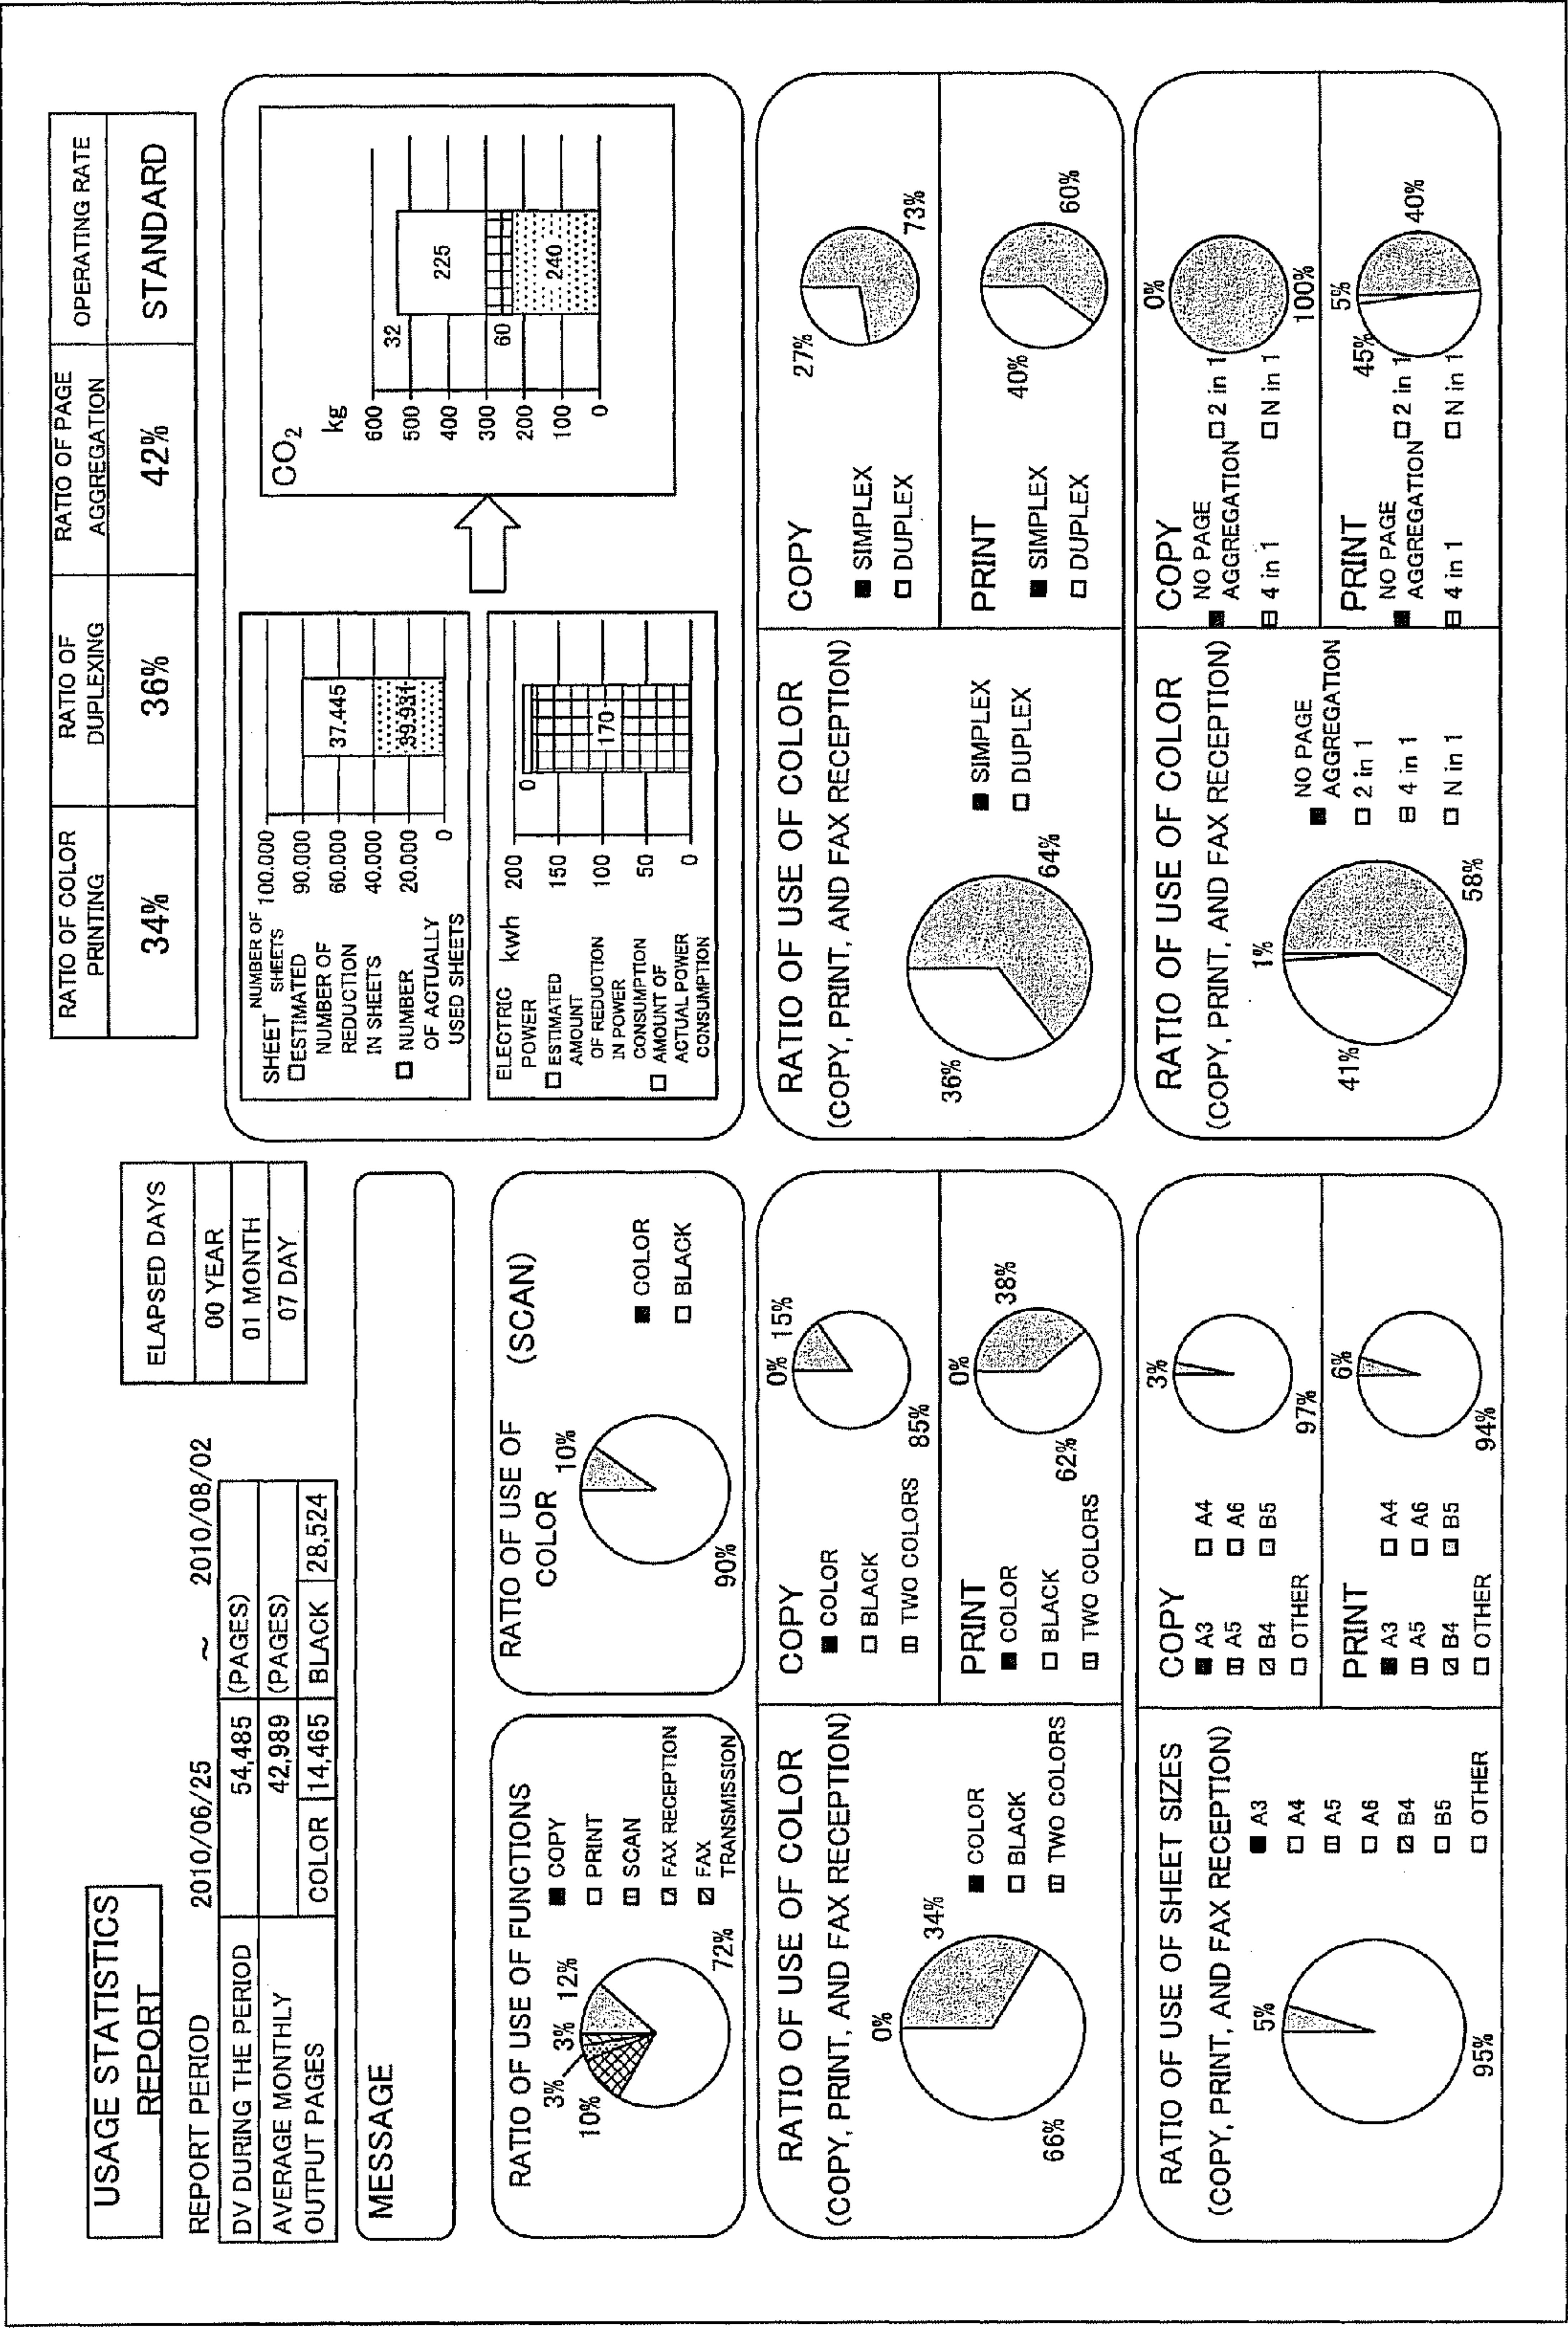 USAGE STATISTICS
REPORT
REPORT PERIOD 2010/06/25 ~ 2010/08/02
DV DURING THE PERIOD 54,485 (PAGES)
AVERAGE MONTHLY 42,989 (PAGES)
OUTPUT PAGES COLOR 14,465 BLACK 28,524
ELAPSED DAYS
00 YEAR
01 MONTH
07 DAY
MESSAGE
RATIO OF COLOR
PRINTING
34%
RATIO OF
DUPLEXING
36%
RATIO OF PAGE
AGGREGATION
42%
OPERATING RATE
STANDARD
RATIO OF USE OF FUNCTIONS
3%
3%
12%
10%
72%
COPY
PRINT
SCAN
FAX RECEPTION
FAX
TRANSMISSION
RATIO OF USE OF (SCAN)
COLOR
10%
90%
COLOR
BLACK
SHEET NUMBER OF
SHEETS
ESTIMATED
NUMBER OF
REDUCTION
IN SHEETS
NUMBER
OF ACTUALLY
USED SHEETS
100.000
90.000
60.000
40.000
20.000
0
37.445
39.931
ELECTRIC kwh
POWER
ESTIMATED
AMOUNT
OF REDUCTION
IN POWER
CONSUMPTION
AMOUNT OF
ACTUAL POWER
CONSUMPTION
200
150
100
50
0
0
170
CO2
kg
600
500
400
300
200
100
0
32
225
60
240
RATIO OF USE OF COLOR
(COPY, PRINT, AND FAX RECEPTION)
0%
34%
66%
COLOR
BLACK
TWO COLORS
COPY
COLOR
BLACK
TWO COLORS
0%
15%
85%
PRINT
COLOR
BLACK
TWO COLORS
0%
38%
62%
RATIO OF USE OF COLOR
(COPY, PRINT, AND FAX RECEPTION)
36%
64%
SIMPLEX
DUPLEX
COPY
SIMPLEX
DUPLEX
27%
73%
PRINT
SIMPLEX
DUPLEX
40%
60%
RATIO OF USE OF SHEET SIZES
(COPY, PRINT, AND FAX RECEPTION)
5%
95%
A3
A4
A5
A6
B4
B5
OTHER
COPY
A3 A4
A5 A6
B4 B5
OTHER
3%
97%
PRINT
A3 A4
A5 A6
B4 B5
OTHER
6%
94%
RATIO OF USE OF COLOR
(COPY, PRINT, AND FAX RECEPTION)
1%
41%
58%
NO PAGE
AGGREGATION
2 in 1
4 in 1
N in 1
COPY
NO PAGE
AGGREGATION 2 in 1
4 in 1 N in 1
0%
100%
PRINT
NO PAGE
AGGREGATION 2 in 1
4 in 1 N in 1
45%
5%
40%